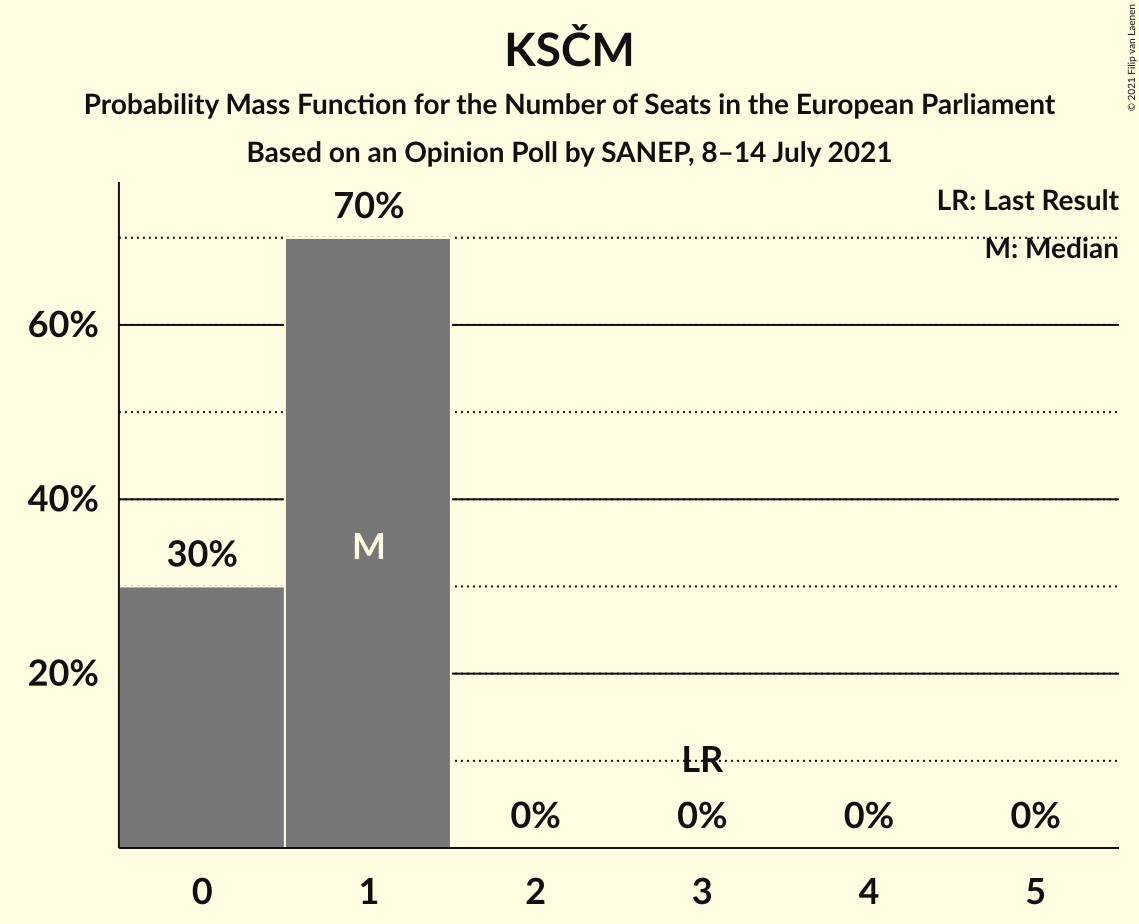 KSČM
Probability Mass Function for the Number of Seats in the European Parliament
Based on an Opinion Poll by SANEP, 8–14 July 2021
© 2021 Filip van Laenen
LR: Last Result
M: Median
70%
60%
40%
30%
M
20%
LR
0% 0% 0% 0%
0 1 2 3 4 5